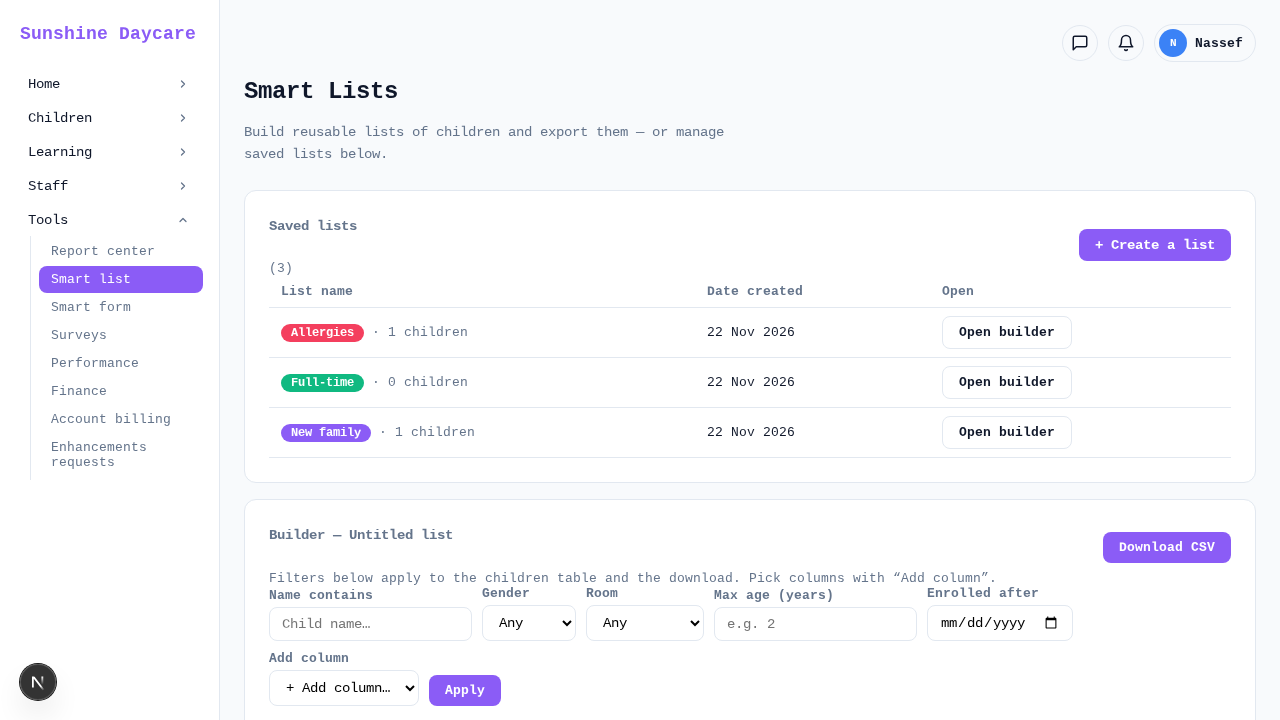 Sunshine Daycare
Home
Children
Learning
Staff
Tools
Report center
Smart list
Smart form
Surveys
Performance
Finance
Account billing
Enhancements
requests
N
Nassef
Smart Lists
Build reusable lists of children and export them — or manage
saved lists below.
Saved lists
+ Create a list
(3)
List name Date created Open
Allergies · 1 children 22 Nov 2026 Open builder
Full-time · 0 children 22 Nov 2026 Open builder
New family · 1 children 22 Nov 2026 Open builder
Builder — Untitled list
Download CSV
Filters below apply to the children table and the download. Pick columns with “Add column”.
Name contains Gender Room Max age (years) Enrolled after
Child name… Any Any e.g. 2 mm/dd/yyyy
Add column
+ Add column… Apply
N